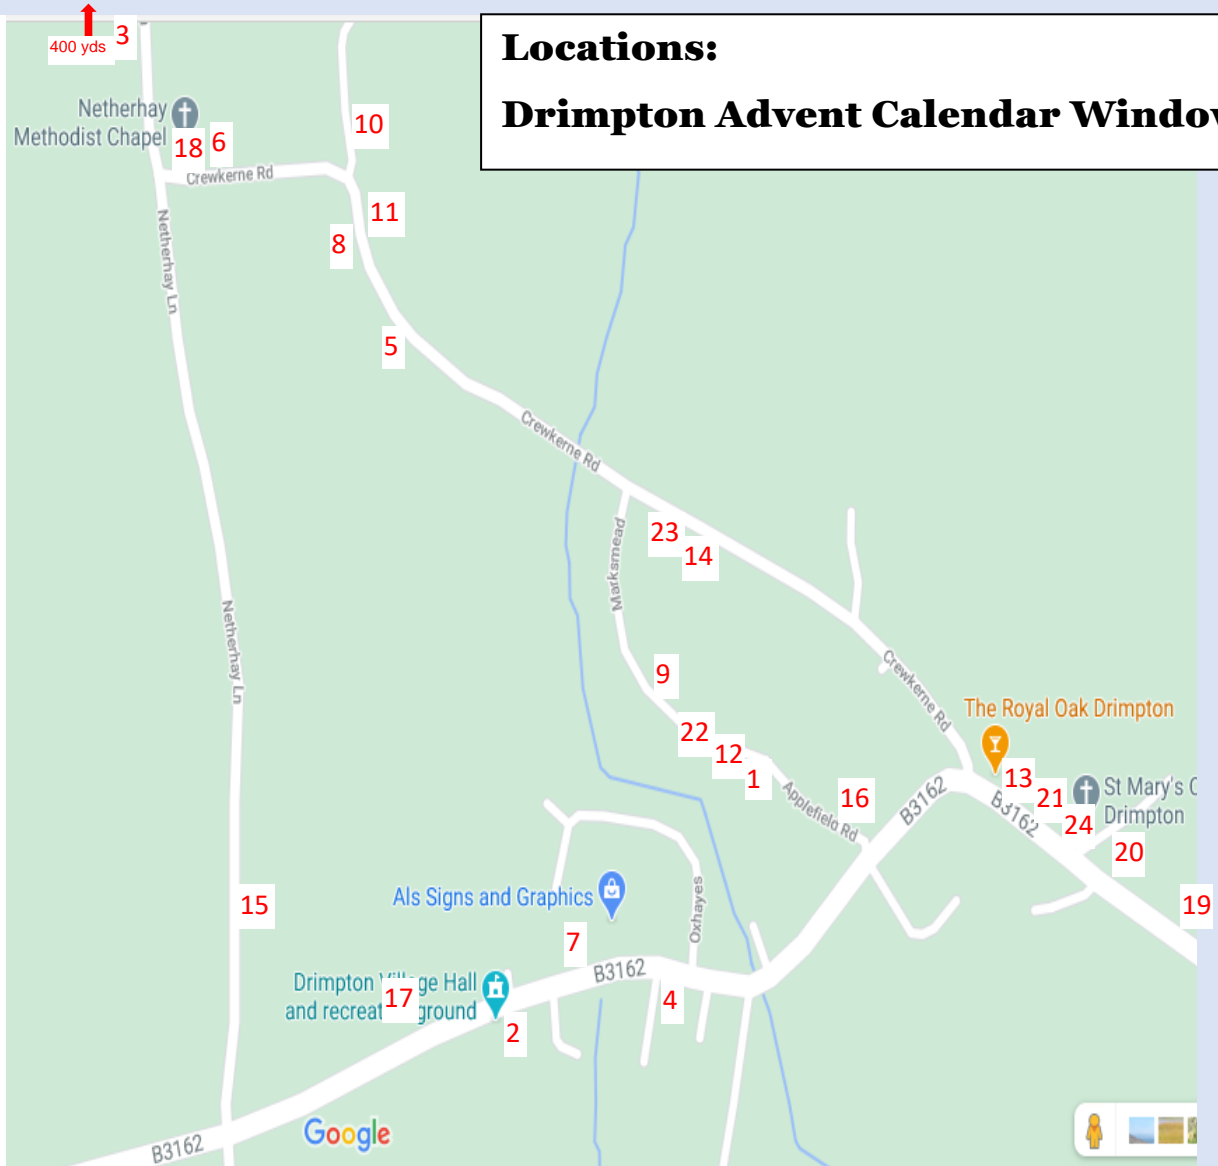 Locations:
Drimpton Advent Calendar
400 yds
3
Netherhay
Methodist Chapel
18
6
10
Crewkerne Rd
11
8
Netherhay Ln
5
Crewkerne Rd
Marksmead
23
14
Netherhay Ln
9
Crewkerne Rd
The Royal Oak Drimpton
22
12
1
Applefield Rd
16
B3162
13
21
B3162
St Mary's
Drimpton
24
20
19
15
Als Signs and Graphics
Oxhayes
7
B3162
Drimpton Village Hall
and recreat ground
17
4
2
Google
B3162